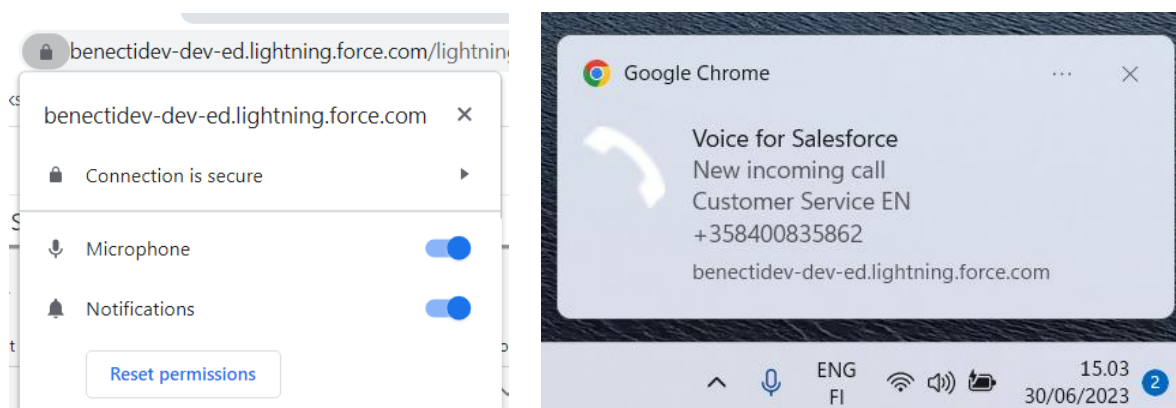 benectidev-dev-ed.lightning.force.com/lightning
benectidev-dev-ed.lightning.force.com
Connection is secure
Microphone
Notifications
Reset permissions
Google Chrome
Voice for Salesforce
New incoming call
Customer Service EN
+358400835862
benectidev-dev-ed.lightning.force.com
ENG
FI
15.03
30/06/2023
2